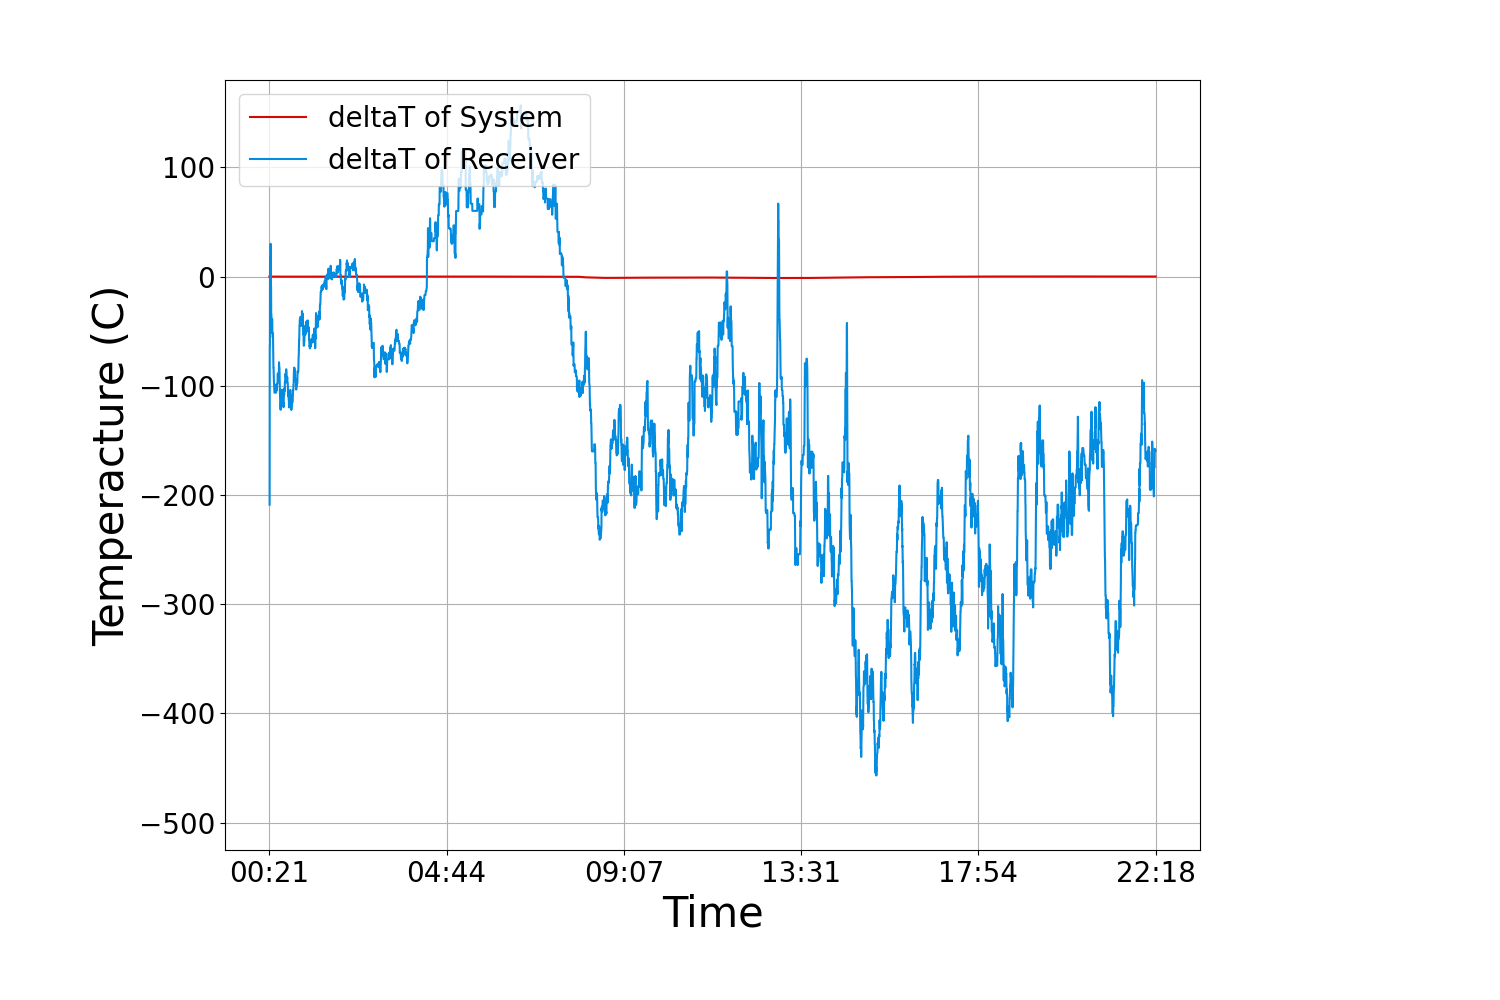 deltaT of System
deltaT of Receiver
100
0
−100
−200
−300
−400
−500
Temperacture (C)
00:21 04:44 09:07 13:31 17:54 22:18
Time